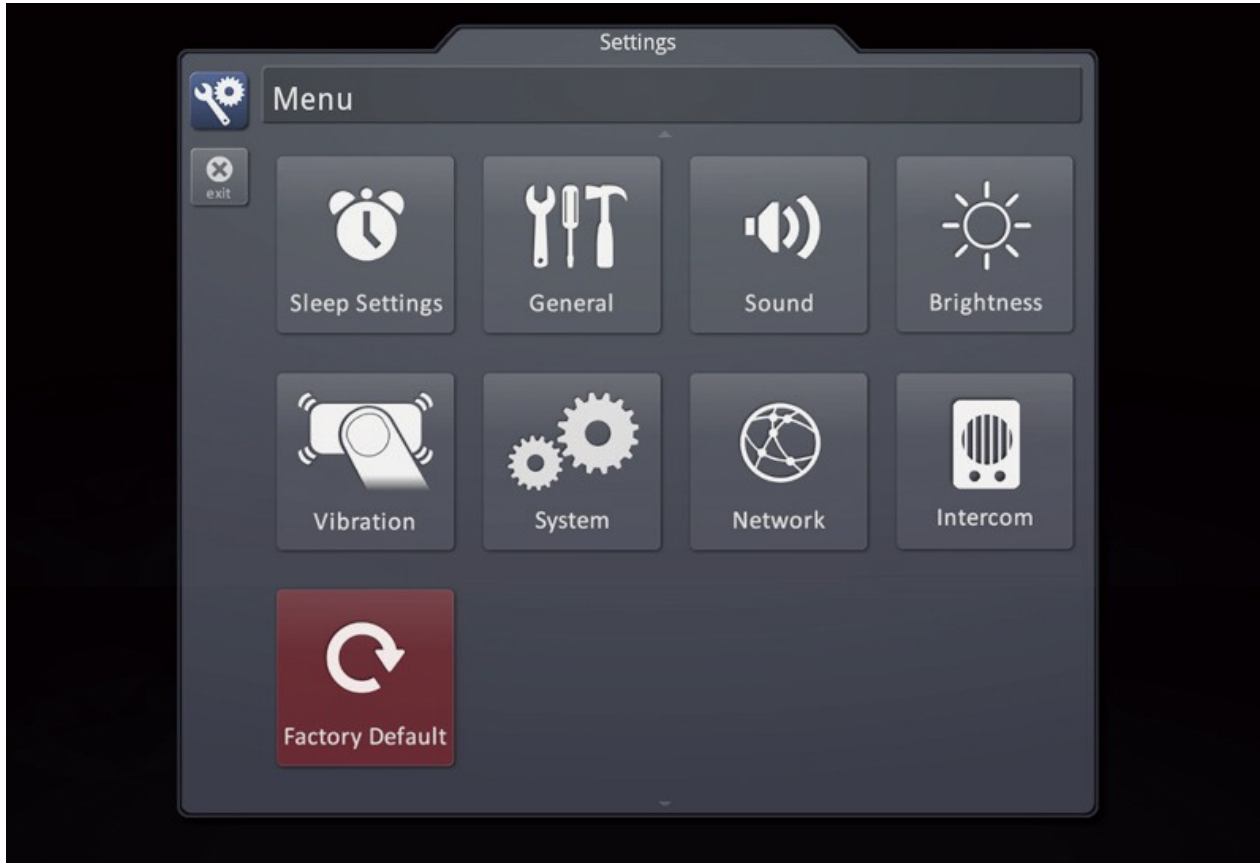 Settings
Menu
exit
Sleep Settings
General
Sound
Brightness
Vibration
System
Network
Intercom
Factory Default